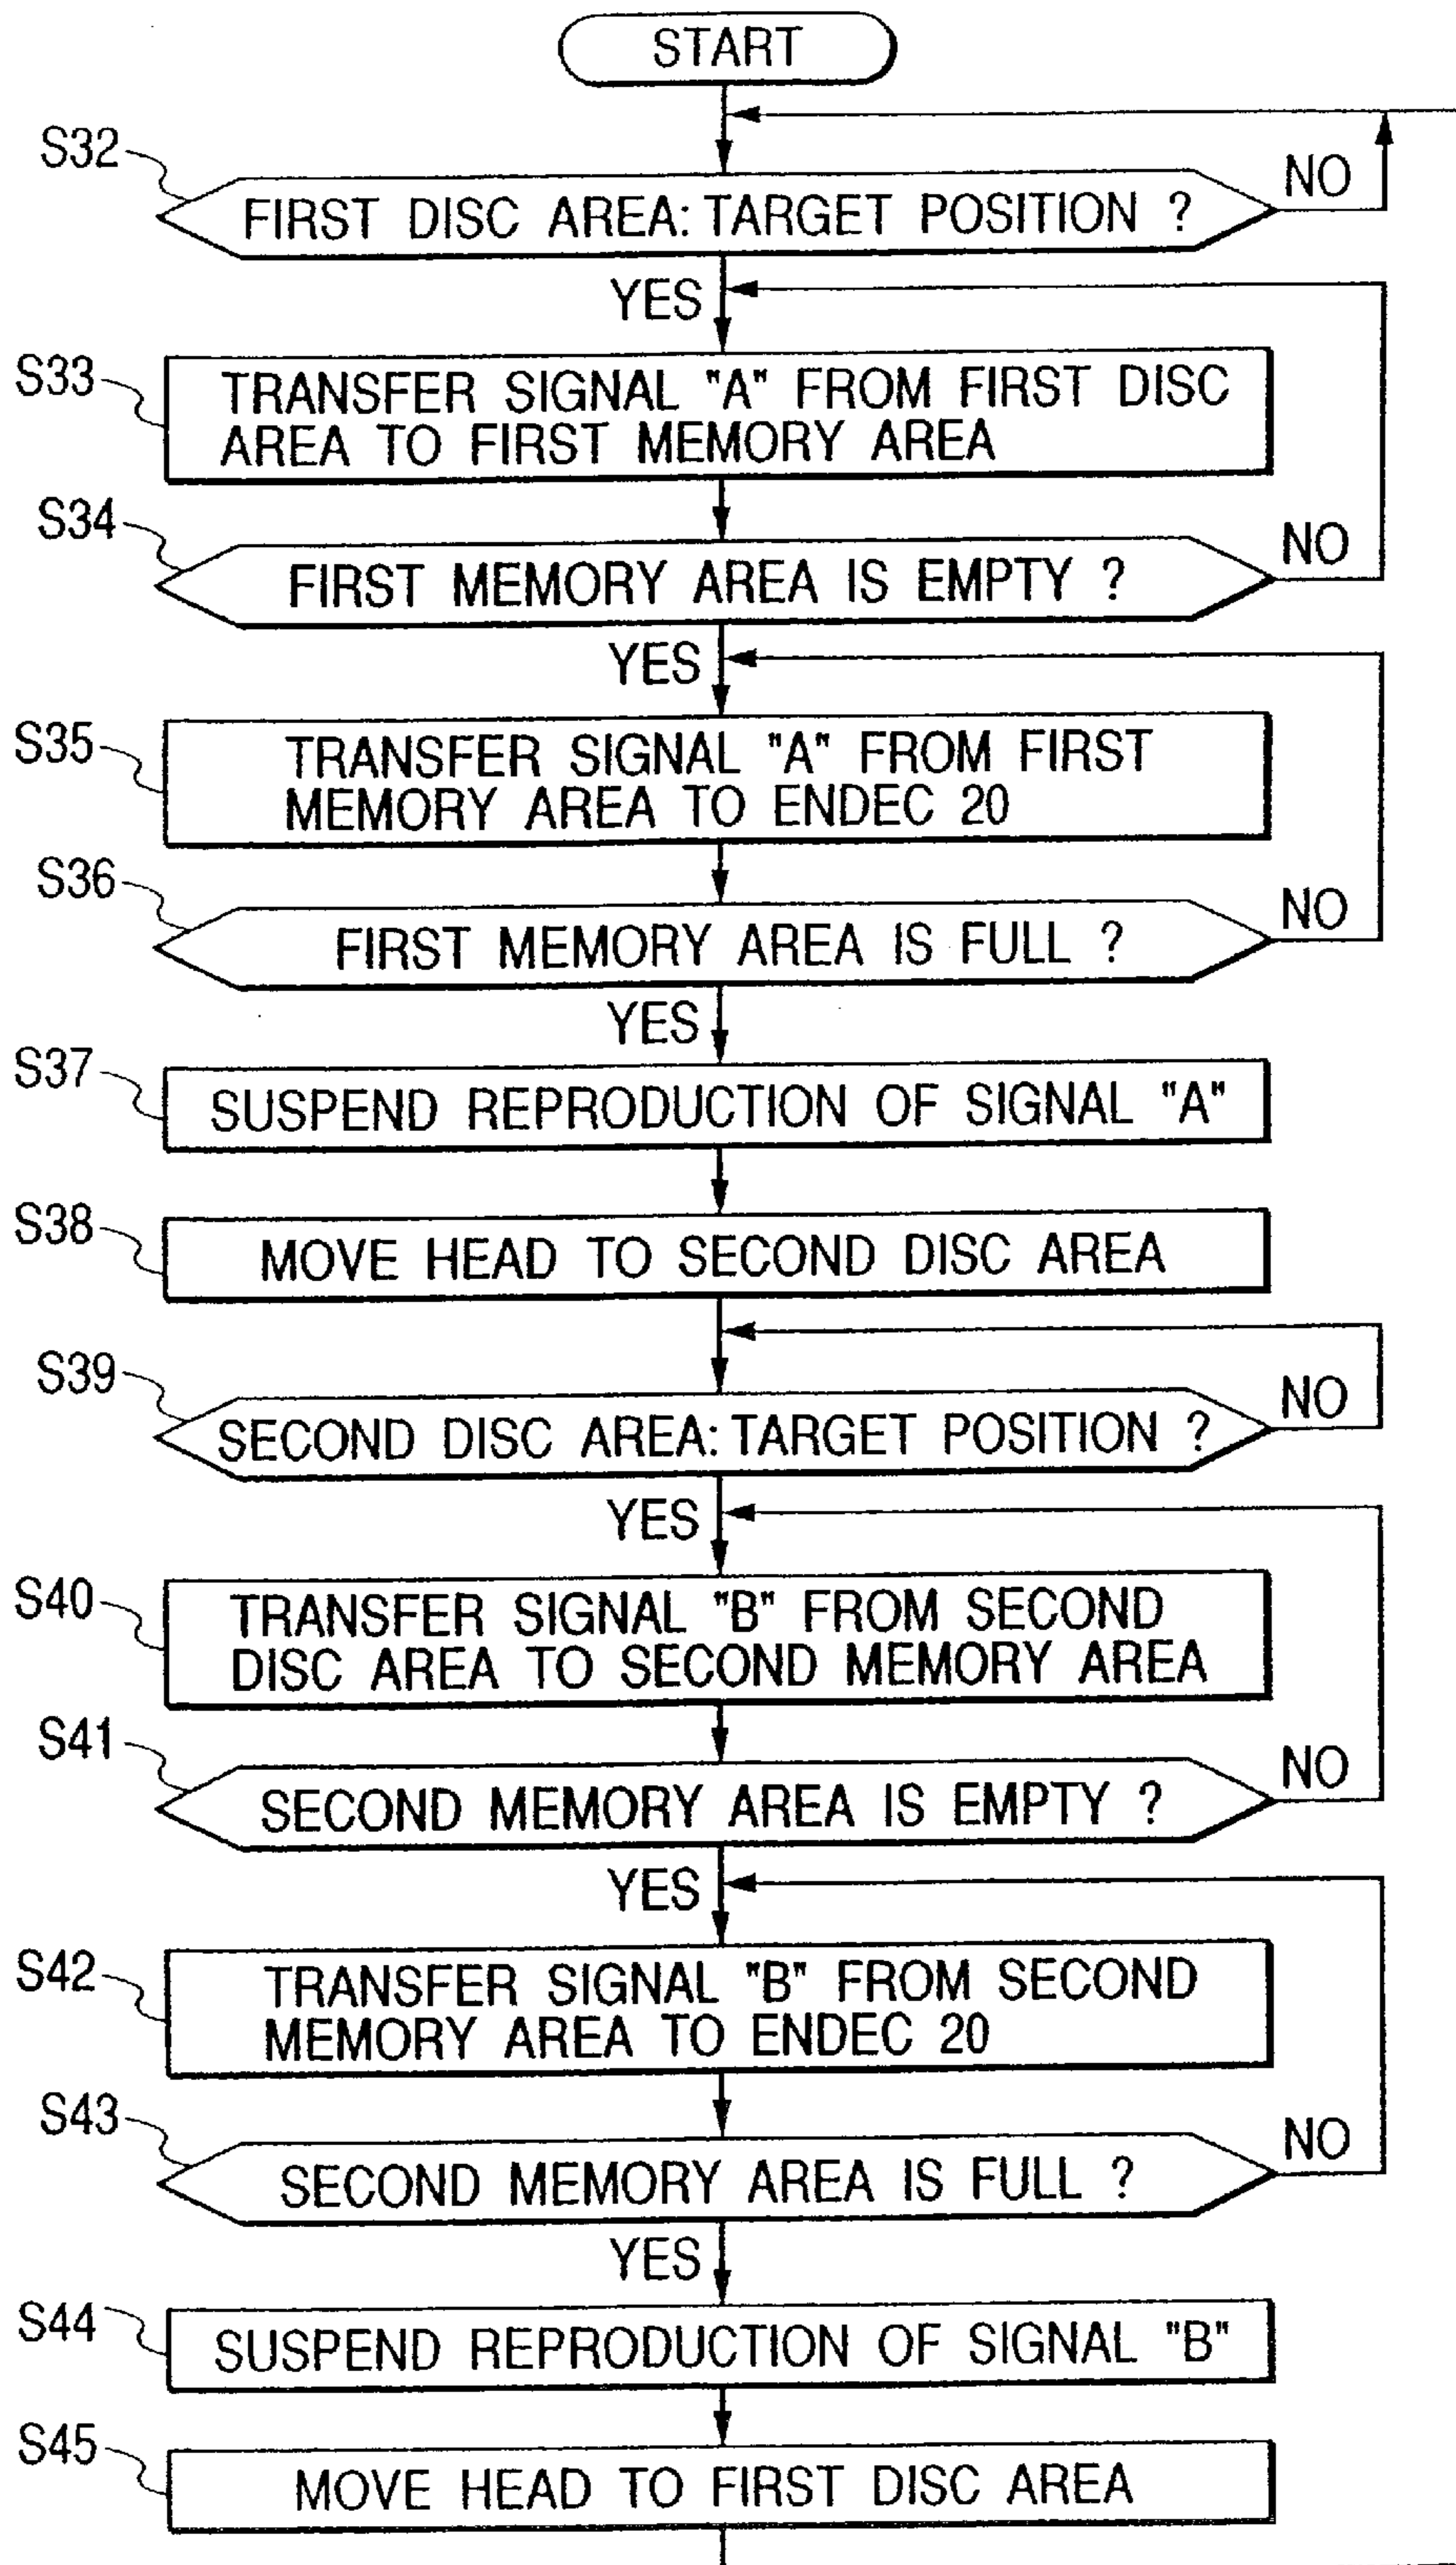 START
S32
FIRST DISC AREA: TARGET POSITION ?
NO
YES
S33
TRANSFER SIGNAL "A" FROM FIRST DISC
AREA TO FIRST MEMORY AREA
S34
FIRST MEMORY AREA IS EMPTY ?
NO
YES
S35
TRANSFER SIGNAL "A" FROM FIRST
MEMORY AREA TO ENDEC 20
S36
FIRST MEMORY AREA IS FULL ?
NO
YES
S37
SUSPEND REPRODUCTION OF SIGNAL "A"
S38
MOVE HEAD TO SECOND DISC AREA
S39
SECOND DISC AREA: TARGET POSITION ?
NO
YES
S40
TRANSFER SIGNAL "B" FROM SECOND
DISC AREA TO SECOND MEMORY AREA
S41
SECOND MEMORY AREA IS EMPTY ?
NO
YES
S42
TRANSFER SIGNAL "B" FROM SECOND
MEMORY AREA TO ENDEC 20
S43
SECOND MEMORY AREA IS FULL ?
NO
YES
S44
SUSPEND REPRODUCTION OF SIGNAL "B"
S45
MOVE HEAD TO FIRST DISC AREA